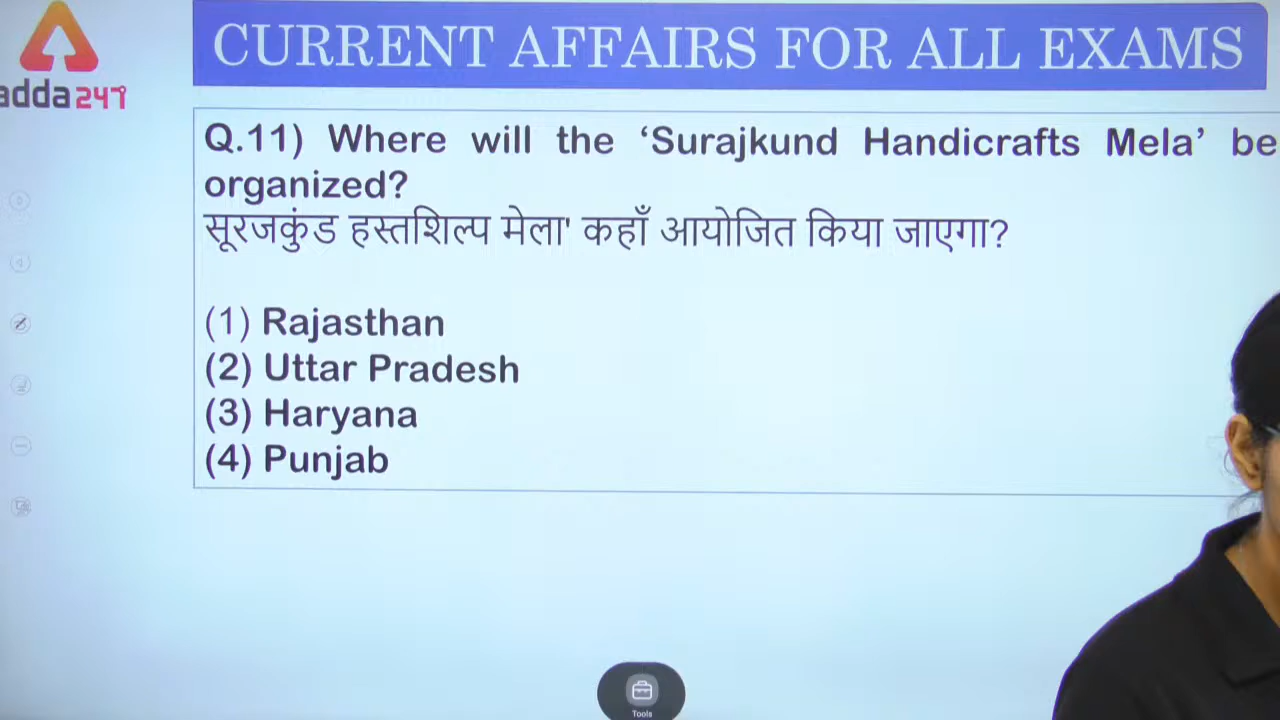 CURRENT AFFAIRS FOR ALL EXAMS
adda247
Q.11) Where will the ‘Surajkund Handicrafts Mela’ be
organized?
सूरजकुंड हस्तशिल्प मेला' कहाँ आयोजित किया जाएगा?
(1) Rajasthan
(2) Uttar Pradesh
(3) Haryana
(4) Punjab
Tools